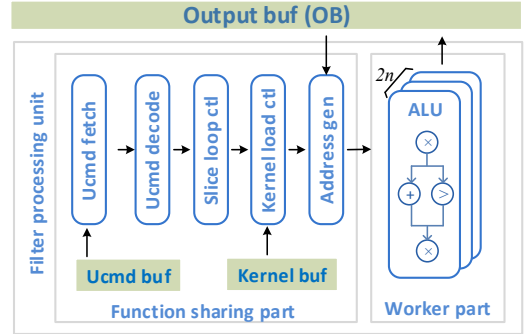 Output buf (OB)
Filter processing unit
Ucmd fetch
Ucmd decode
Slice loop ctl
Kernel load ctl
Address gen
2n
ALU
×
+
>
×
Ucmd buf
Kernel buf
Function sharing part
Worker part